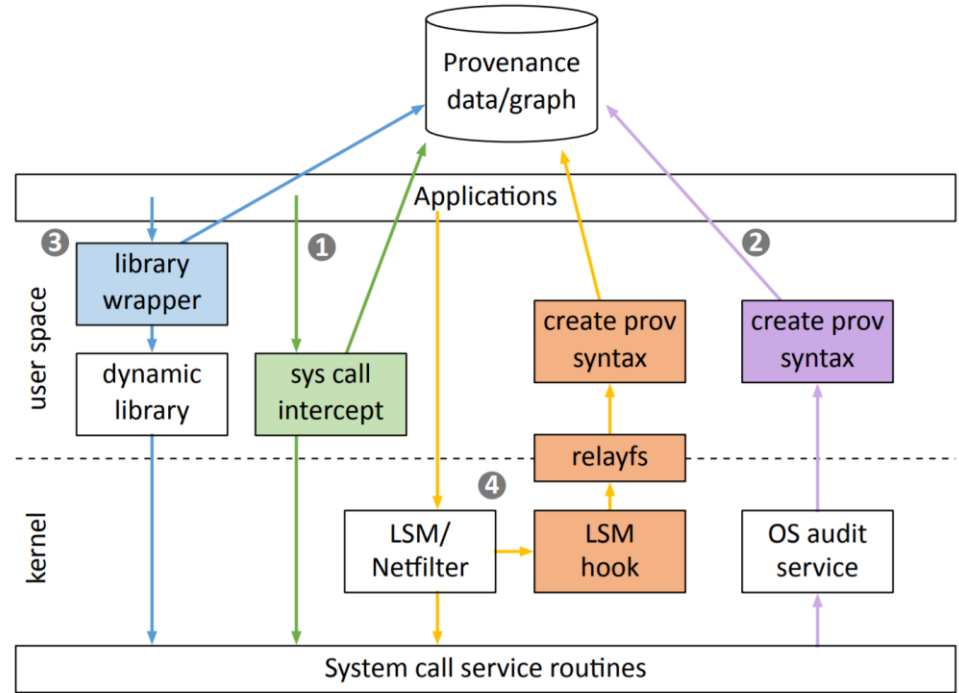 Provenance
data/graph
Applications
3
1
2
library
wrapper
user space
create prov
syntax
create prov
syntax
dynamic
library
sys call
intercept
relayfs
4
kernel
LSM/
Netfilter
LSM
hook
OS audit
service
System call service routines